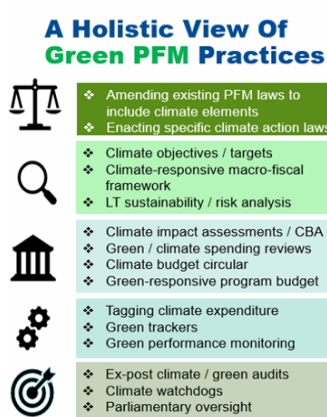 A Holistic View Of
Green PFM Practices
❖ Amending existing PFM laws to
include climate elements
❖ Enacting specific climate action laws
❖ Climate objectives / targets
❖ Climate-responsive macro-fiscal
framework
❖ LT sustainability / risk analysis
❖ Climate impact assessments / CBA
❖ Green / climate spending reviews
❖ Climate budget circular
❖ Green-responsive program budget
❖ Tagging climate expenditure
❖ Green trackers
❖ Green performance monitoring
❖ Ex-post climate / green audits
❖ Climate watchdogs
❖ Parliamentary oversight